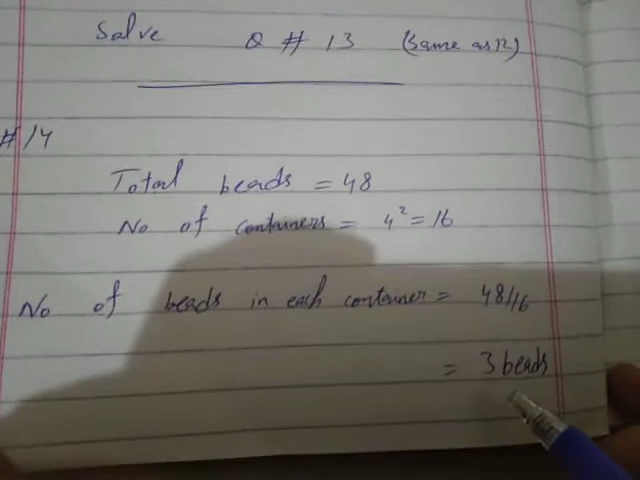 Solve Q # 13 (Same as 12)
# 14
Total beads = 48
No of containers = 4² = 16
No of beads in each container = 48/16
= 3 beads